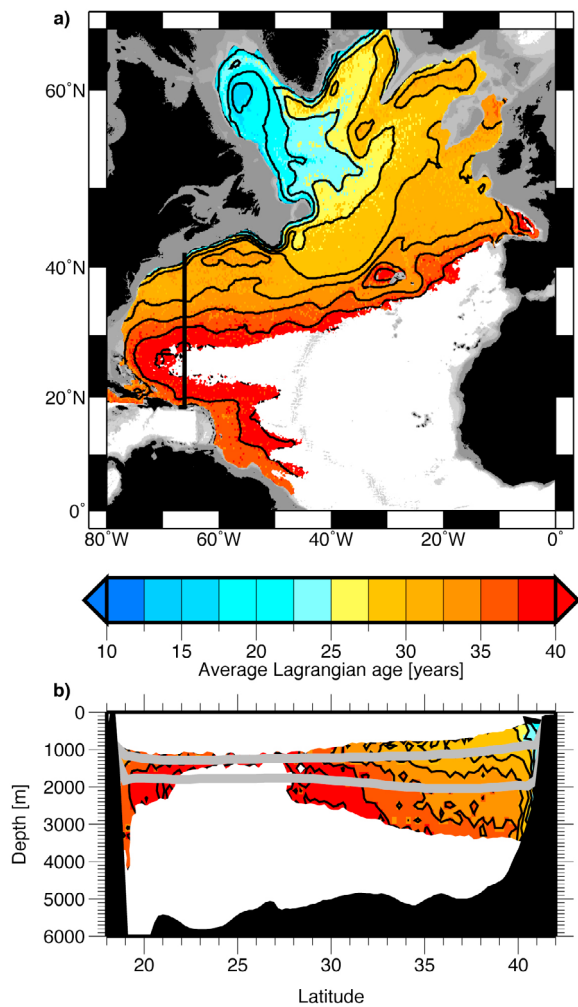 a)
60˚N
40˚N
20˚N
0˚
80˚W 60˚W 40˚W 20˚W 0˚
10 15 20 25 30 35 40
Average Lagrangian age [years]
b)
0
1000
2000
3000
4000
5000
6000
Depth [m]
20 25 30 35 40
Latitude